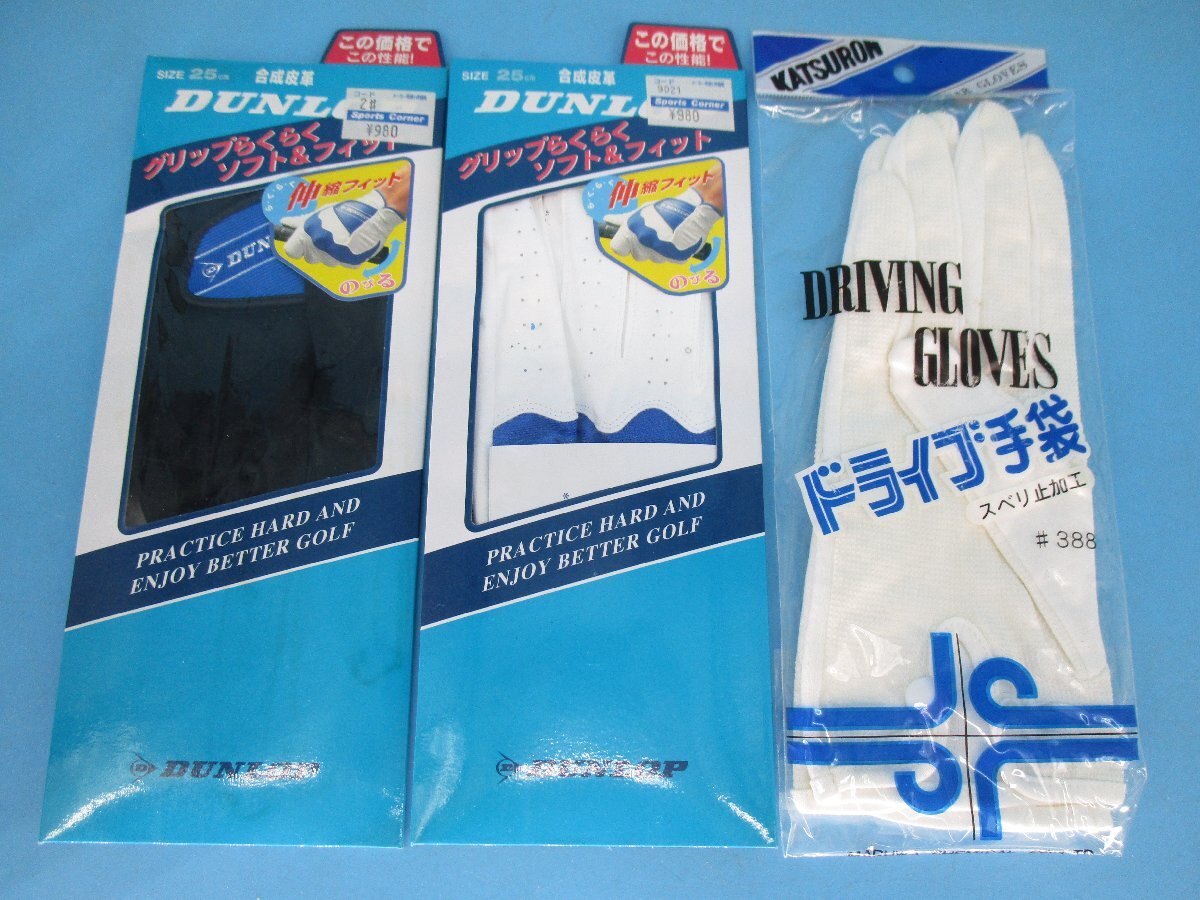 この価格で
この性能!
SIZE 25cm 合成皮革
DUNLO
コード
2#
Sports Corner
¥980
グリップらくらく
ソフト&フィット
伸縮フィット
DUN
のびる
PRACTICE HARD AND
ENJOY BETTER GOLF
DUNLOP
この価格で
この性能!
SIZE 25cm 合成皮革
DUNLO
コード
9021
Sports Corner
¥980
グリップらくらく
ソフト&フィット
伸縮フィット
のびる
PRACTICE HARD AND
ENJOY BETTER GOLF
DUNLOP
KATSURON
GLOVES
DRIVING
GLOVES
ドライブ手袋
スベリ止加工
#388